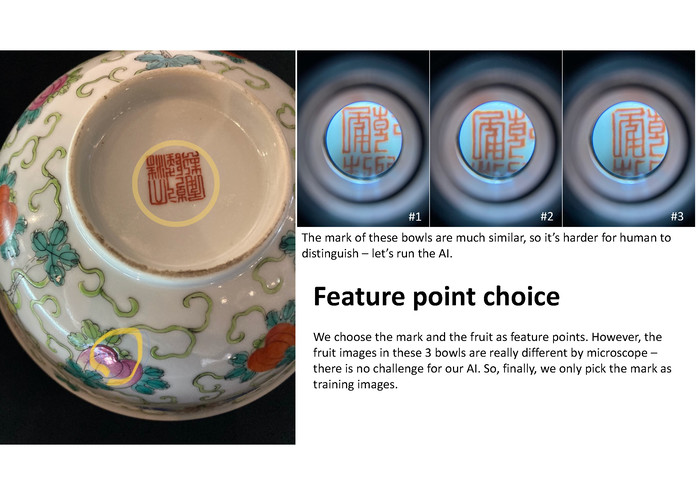 #1
#2
#3
The mark of these bowls are much similar, so it's harder for human to
distinguish – let's run the AI.
Feature point choice
We choose the mark and the fruit as feature points. However, the
fruit images in these 3 bowls are really different by microscope –
there is no challenge for our AI. So, finally, we only pick the mark as
training images.